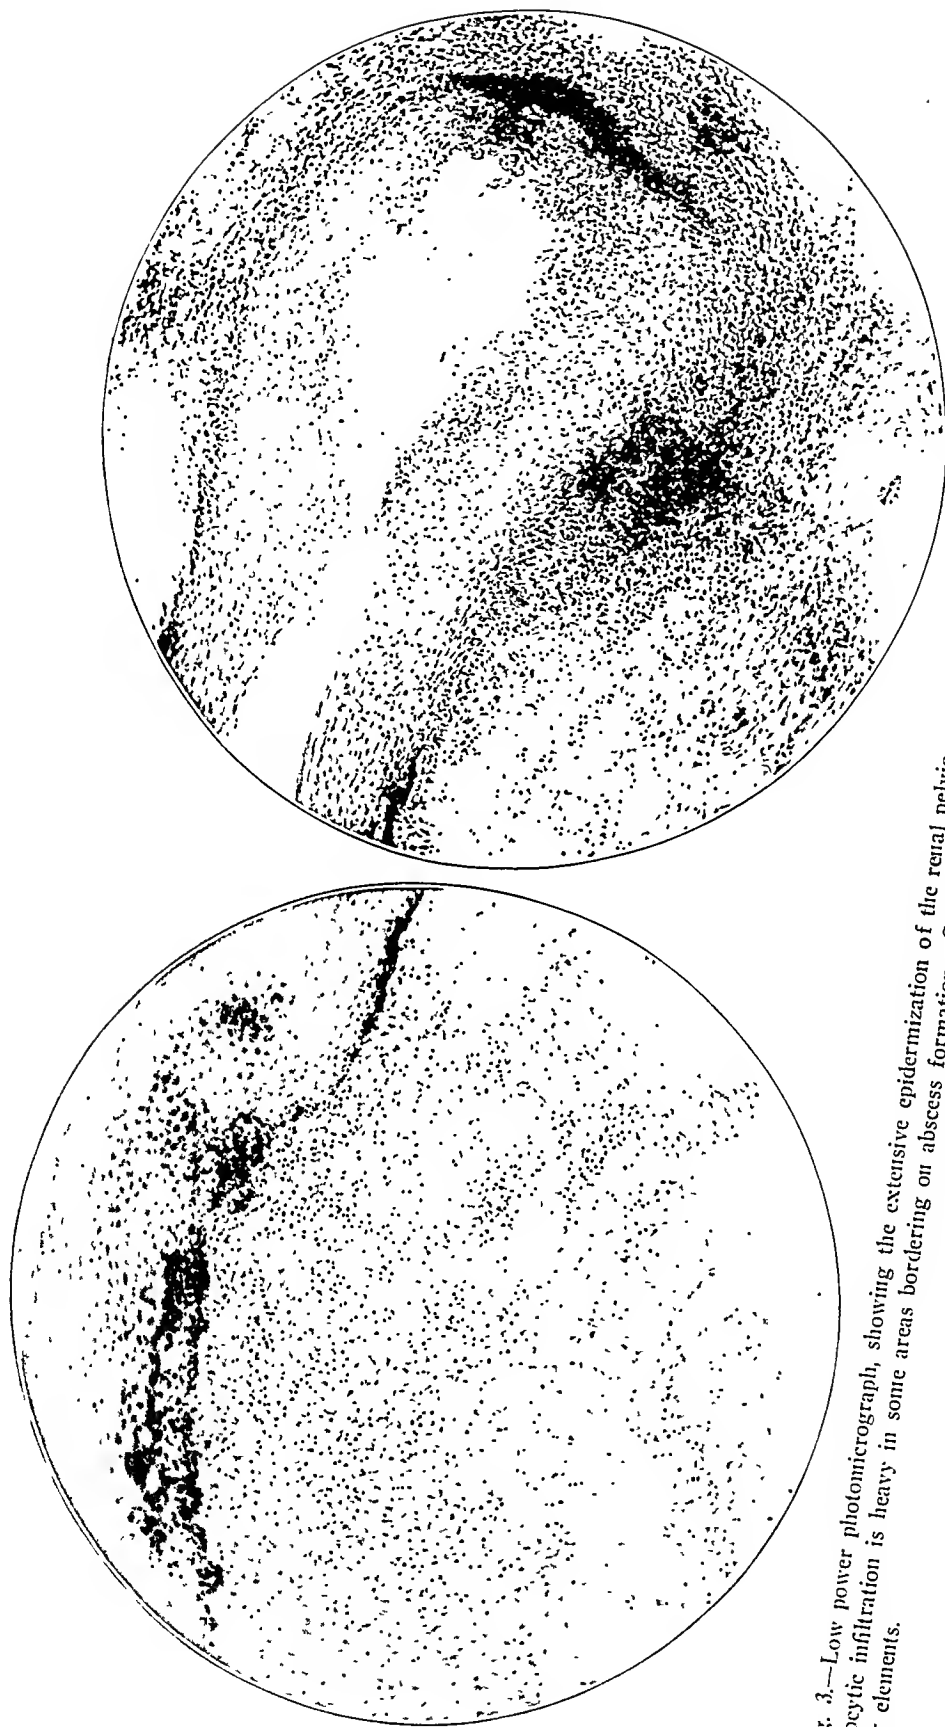 3.—Low power photomicrograph, showing the extensive epidermization of the renal pelvis
infiltration is heavy in some areas bordering on abscess formation.
elements.